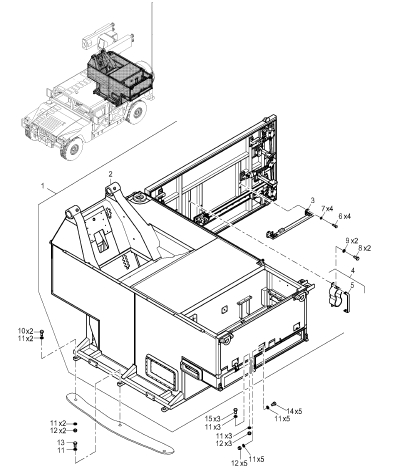 1
2
3
7 x4
6 x4
9 x2
8 x2
4
5
10 x2
11 x2
11 x2
12 x2
13
11
15 x3
11 x3
14 x5
11 x5
11 x3
12 x3
11 x5
12 x5